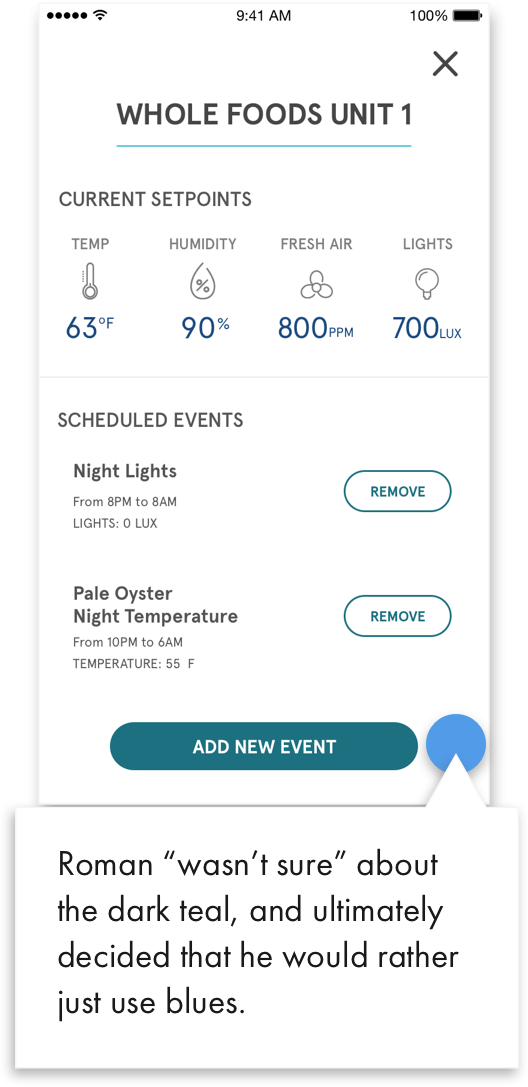 9:41 AM 100%
WHOLE FOODS UNIT 1
CURRENT SETPOINTS
TEMP HUMIDITY FRESH AIR LIGHTS
%
63°F 90% 800PPM 700LUX
SCHEDULED EVENTS
Night Lights
From 8PM to 8AM
LIGHTS: 0 LUX
REMOVE
Pale Oyster
Night Temperature
From 10PM to 6AM
TEMPERATURE: 55 F
REMOVE
ADD NEW EVENT
Roman “wasn’t sure” about
the dark teal, and ultimately
decided that he would rather
just use blues.